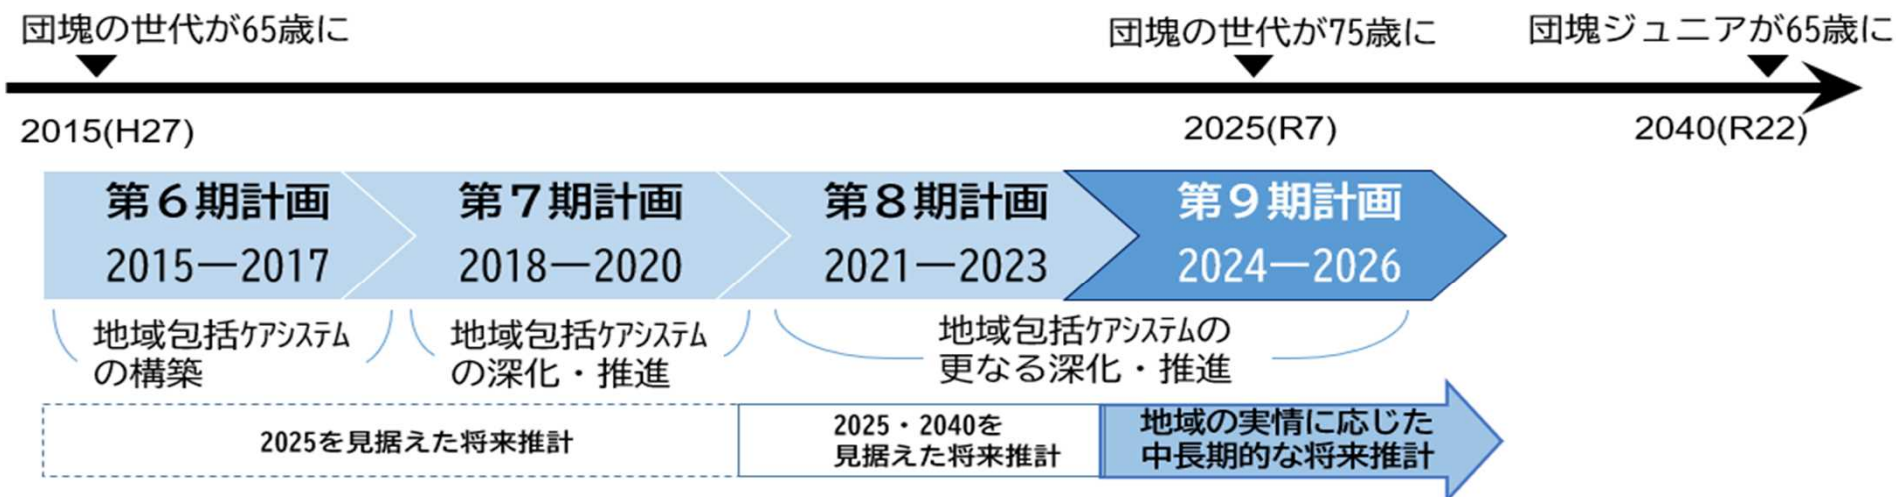 団塊の世代が65歳に
団塊の世代が75歳に
団塊ジュニアが65歳に
2015(H27)
2025(R7)
2040(R22)
第６期計画
2015―2017
第７期計画
2018―2020
第８期計画
2021―2023
第９期計画
2024―2026
地域包括ｹｱｼｽﾃﾑ
の構築
地域包括ｹｱｼｽﾃﾑ
の深化・推進
地域包括ｹｱｼｽﾃﾑの
更なる深化・推進
2025を見据えた将来推計
2025・2040を
見据えた将来推計
地域の実情に応じた
中長期的な将来推計